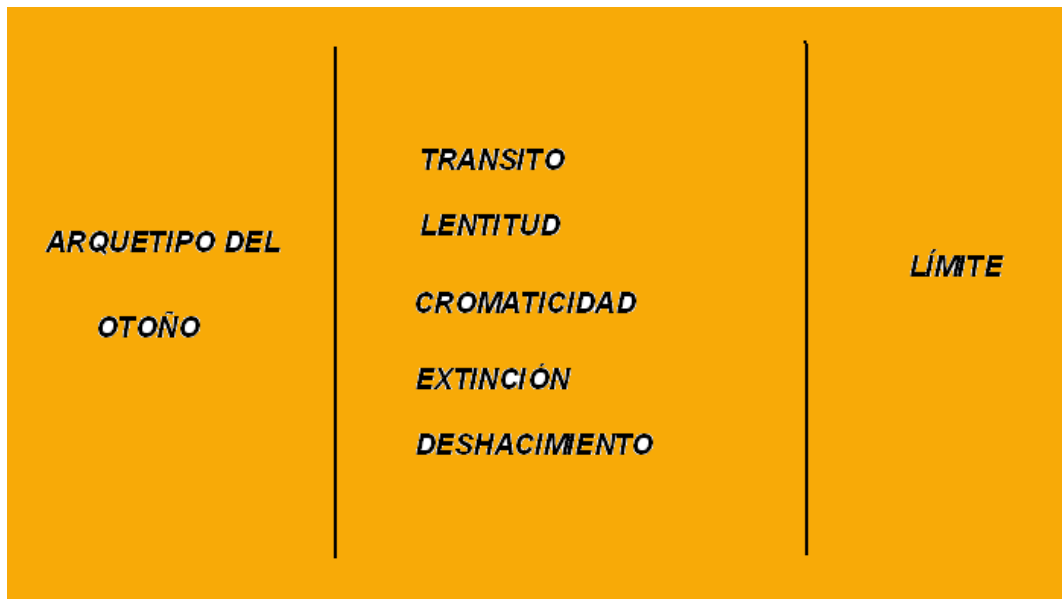 ARQUETIPO DEL
OTOÑO
TRANSITO
LENTITUD
CROMATICIDAD
EXTINCIÓN
DESHACIMIENTO
LÍMITE